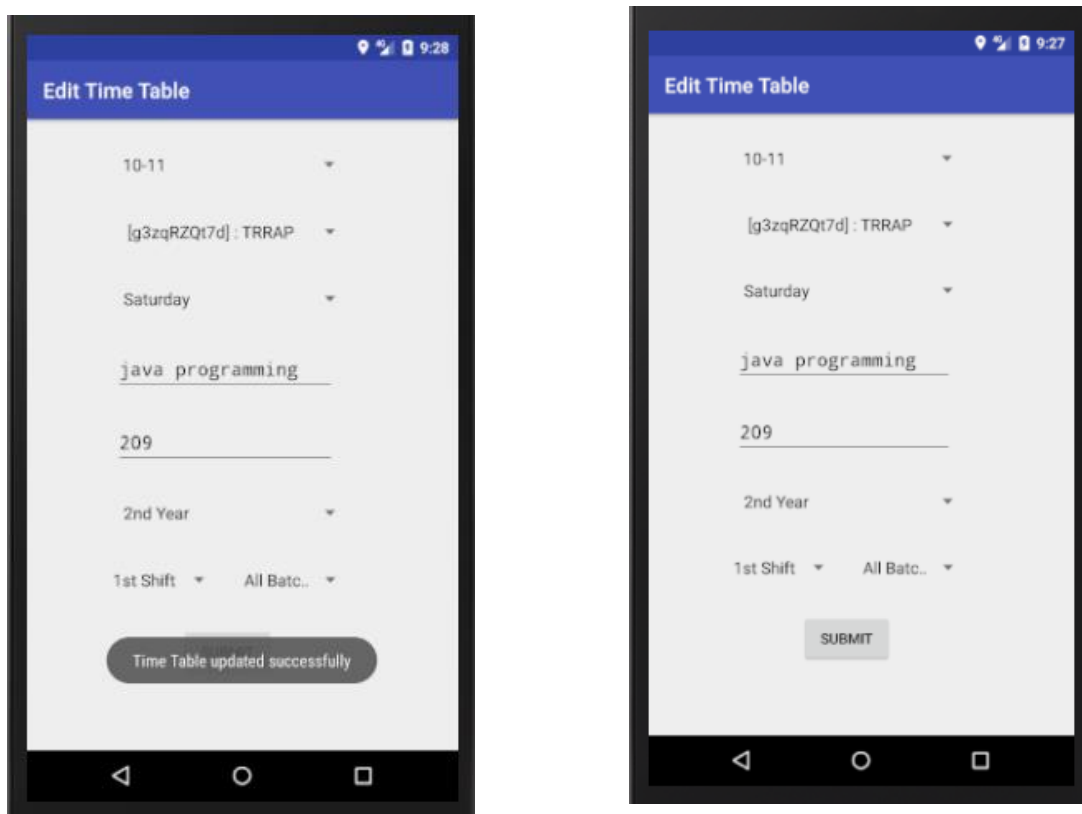 9:28
Edit Time Table
10-11
[g3zqRZQt7d] : TRRAP
Saturday
java programming
209
2nd Year
1st Shift All Batc..
Time Table updated successfully
9:27
Edit Time Table
10-11
[g3zqRZQt7d] : TRRAP
Saturday
java programming
209
2nd Year
1st Shift All Batc..
SUBMIT